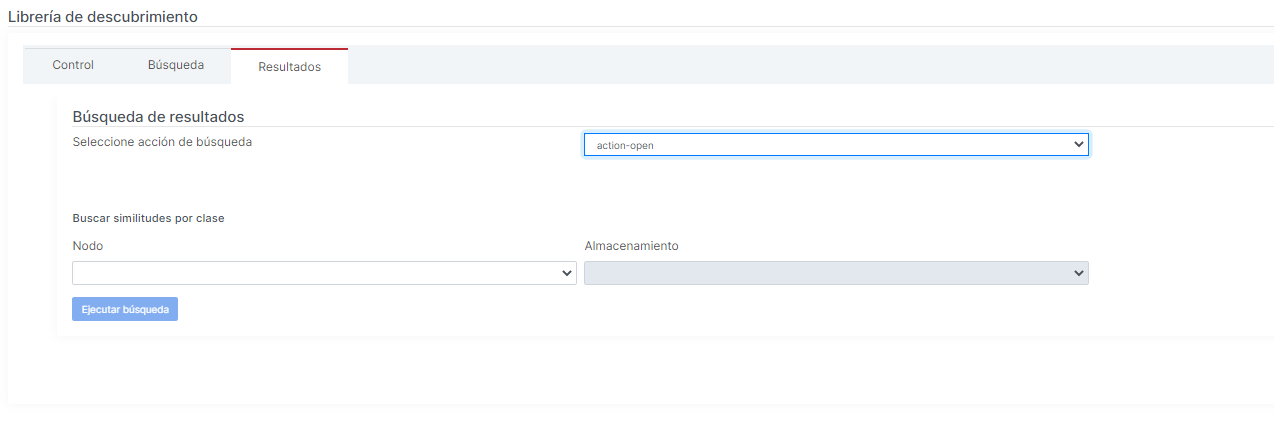 Librería de descubrimiento
Control Búsqueda Resultados
Búsqueda de resultados
Seleccione acción de búsqueda action-open
Buscar similitudes por clase
Nodo Almacenamiento
Ejecutar búsqueda